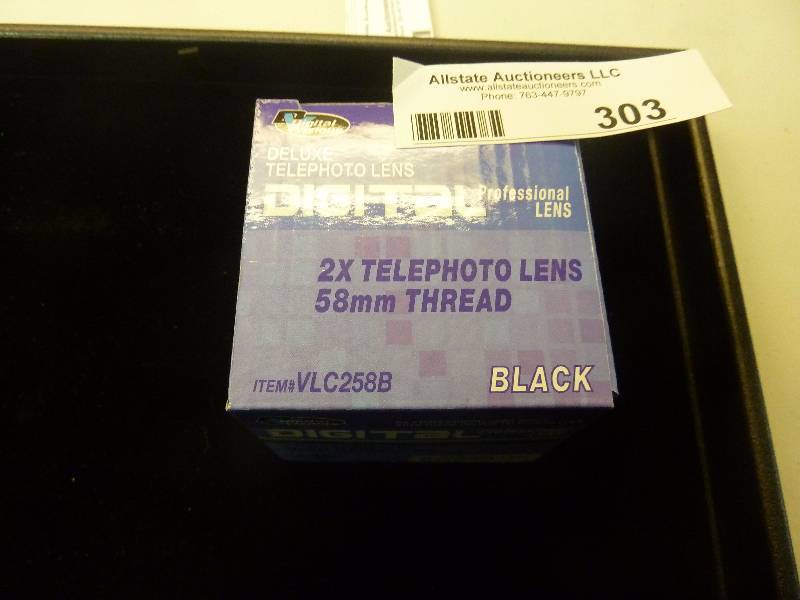 Allstate Auctioneers LLC
www.allstateauctioneers.com
Phone: 763-447-9797
303
Digital
DELUXE
TELEPHOTO LENS
DIGITAL Professional
LENS
2X TELEPHOTO LENS
58mm THREAD
ITEM#VLC258B
BLACK
DIGITAL